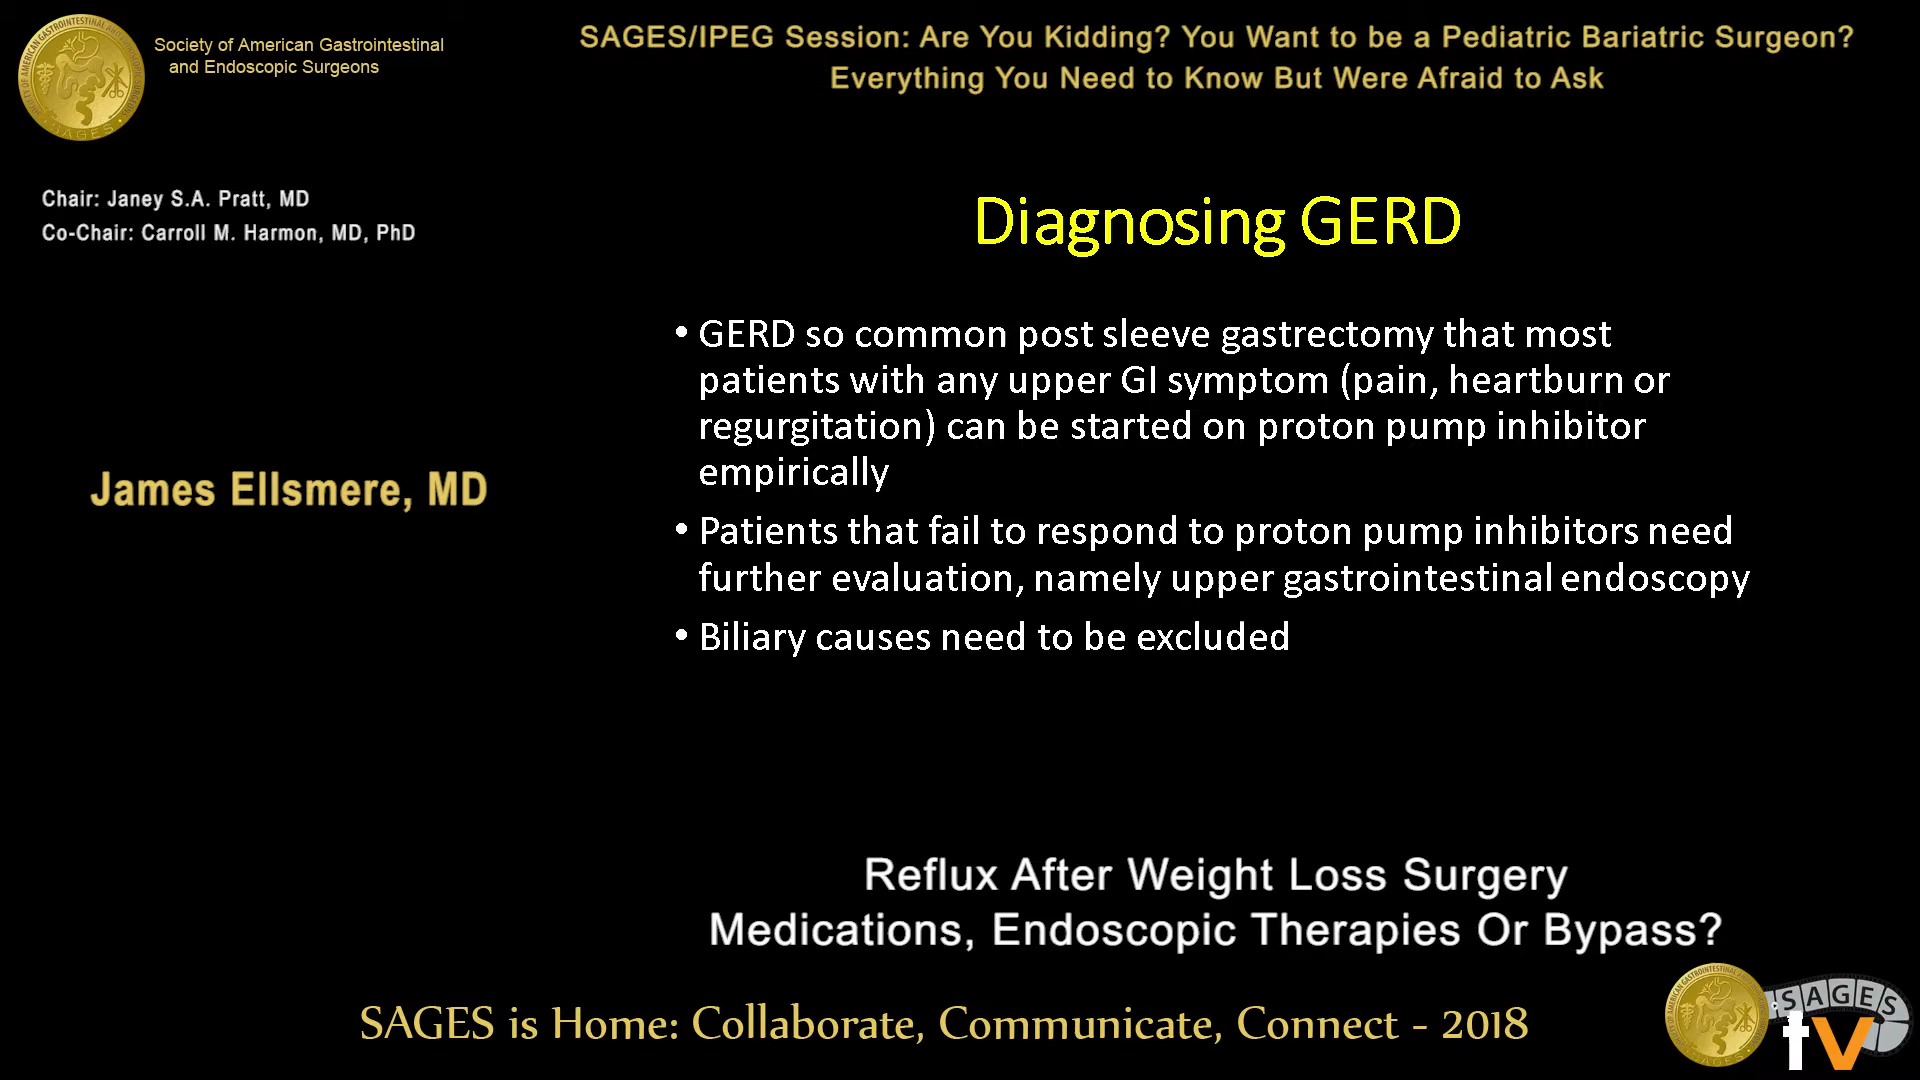 Society of American Gastrointestinal
and Endoscopic Surgeons
SAGES/IPEG Session: Are You Kidding? You Want to be a Pediatric Bariatric Surgeon?
Everything You Need to Know But Were Afraid to Ask
Chair: Janey S.A. Pratt, MD
Co-Chair: Carroll M. Harmon, MD, PhD
James Ellsmere, MD
Diagnosing GERD
• GERD so common post sleeve gastrectomy that most
patients with any upper GI symptom (pain, heartburn or
regurgitation) can be started on proton pump inhibitor
empirically
• Patients that fail to respond to proton pump inhibitors need
further evaluation, namely upper gastrointestinal endoscopy
• Biliary causes need to be excluded
Reflux After Weight Loss Surgery
Medications, Endoscopic Therapies Or Bypass?
SAGES is Home: Collaborate, Communicate, Connect - 2018
SAGES
tv